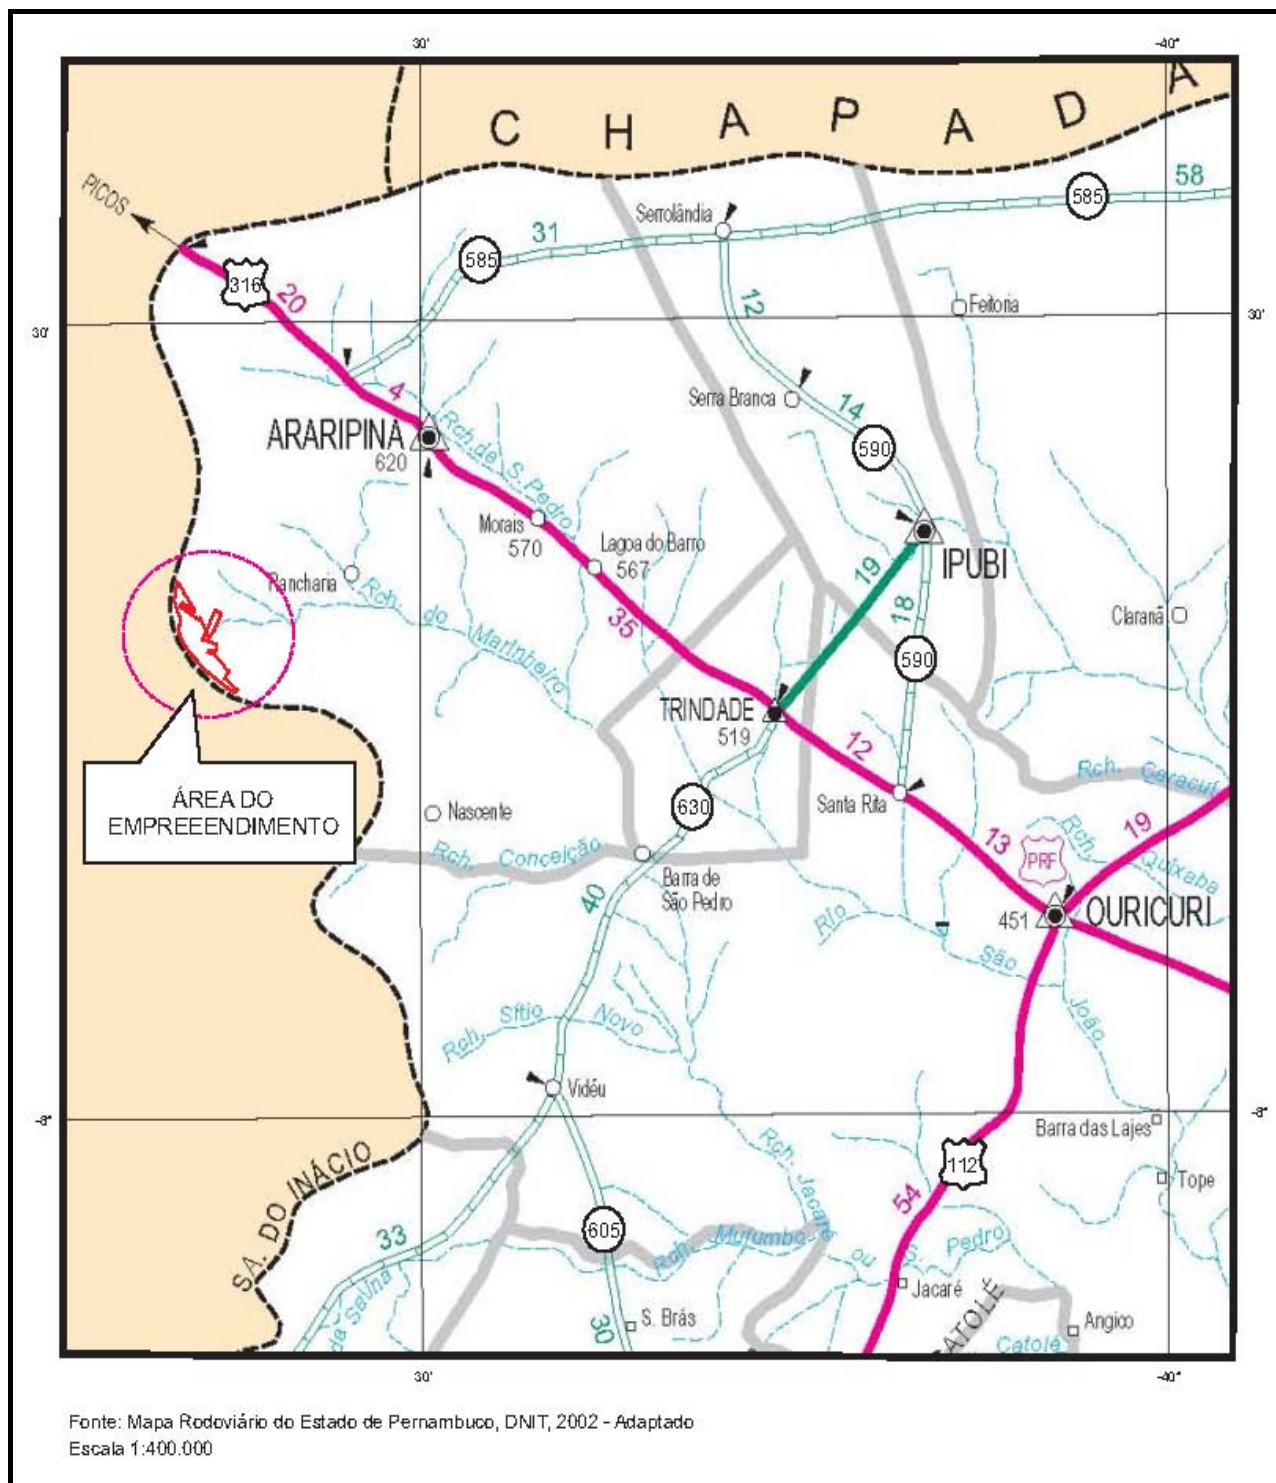 30'
-40°
C H A P A D A
PICOS
585
58
Serrolândia
31
585
316
20
12
Feitoria
30'
30'
4
Serra Branca
14
ARARIPINA
620
Rch. de S. Pedro
590
Morais
570
Lagoa do Barro
567
IPUBI
19
Rancharia
Rch. do Marinheiro
35
18
Claranã
590
TRINDADE
519
12
ÁREA DO
EMPREEENDIMENTO
Nascente
630
Santa Rita
Rch. Caracuí
13
PRF
19
Rch. Quixaba
Rch. Conceição
Barra de
São Pedro
40
451
OURICURI
Rio São João
Rch. Sítio Novo
Vidéu
-8°
-8°
Barra das Lajes
Tope
112
SA. DO INÁCIO
33
54
605
Rch. Jacaré ou S. Pedro
Rch. Mufumbo
da Salina
Jacaré
S. Brás
30
CATOLÉ
Catolé
Angico
30'
-40°
Fonte: Mapa Rodoviário do Estado de Pernambuco, DNIT, 2002 - Adaptado
Escala 1:400.000